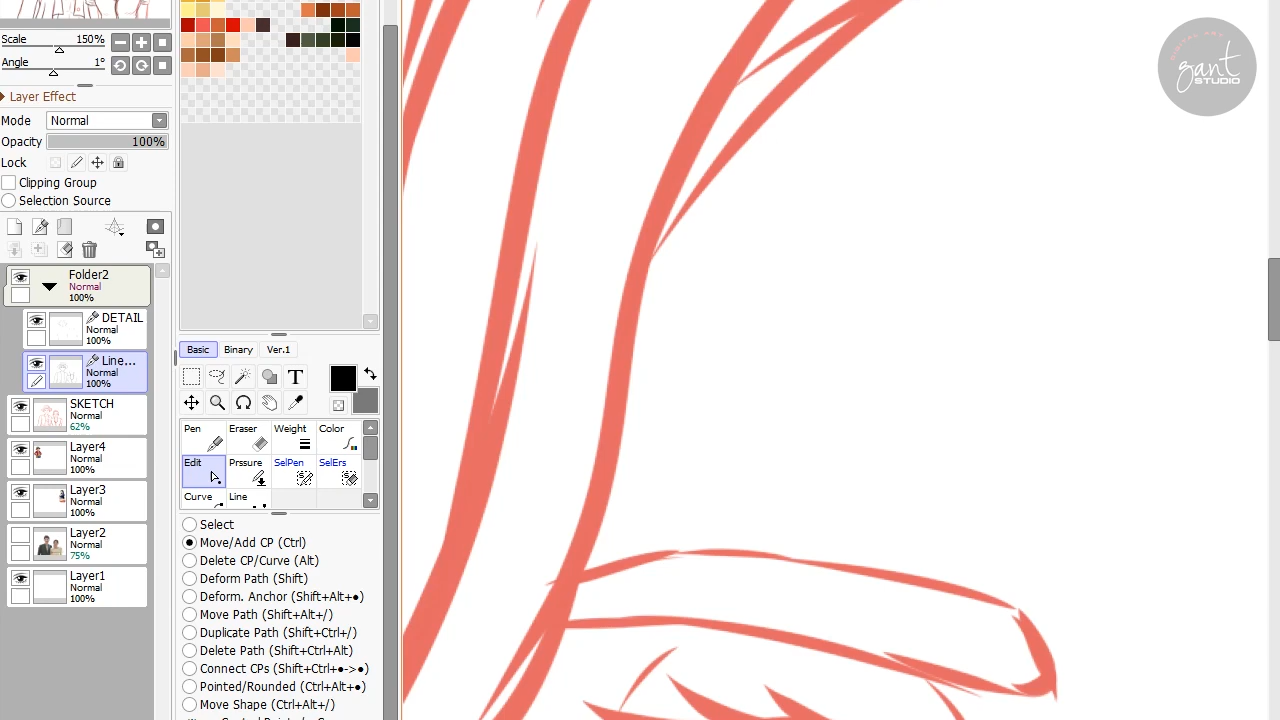 DIGITAL ART
gant
STUDIO
Scale 150%
Angle 1°
Layer Effect
Mode Normal
Opacity 100%
Lock
Clipping Group
Selection Source
Folder2
Normal
100%
DETAIL
Normal
100%
Line...
Normal
100%
SKETCH
Normal
62%
Layer4
Normal
100%
Layer3
Normal
100%
Layer2
Normal
75%
Layer1
Normal
100%
Basic Binary Ver.1
T
Pen Eraser Weight Color
Edit Prssure SelPen SelErs
Curve Line
Select
Move/Add CP (Ctrl)
Delete CP/Curve (Alt)
Deform Path (Shift)
Deform. Anchor (Shift+Alt+●)
Move Path (Shift+Alt+/)
Duplicate Path (Shift+Ctrl+/)
Delete Path (Shift+Ctrl+Alt)
Connect CPs (Shift+Ctrl+●->●)
Pointed/Rounded (Ctrl+Alt+●)
Move Shape (Ctrl+Alt+/)